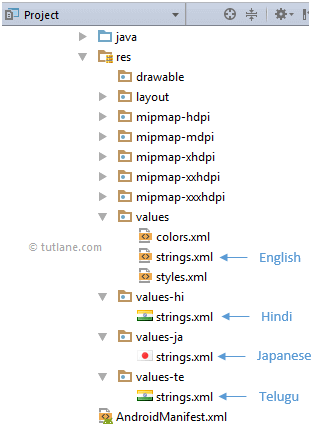 Project
java
res
drawable
layout
mipmap-hdpi
mipmap-mdpi
mipmap-xhdpi
mipmap-xxhdpi
mipmap-xxxhdpi
values
colors.xml
© tutlane.com
strings.xml English
styles.xml
values-hi
strings.xml Hindi
values-ja
strings.xml Japanese
values-te
strings.xml Telugu
AndroidManifest.xml